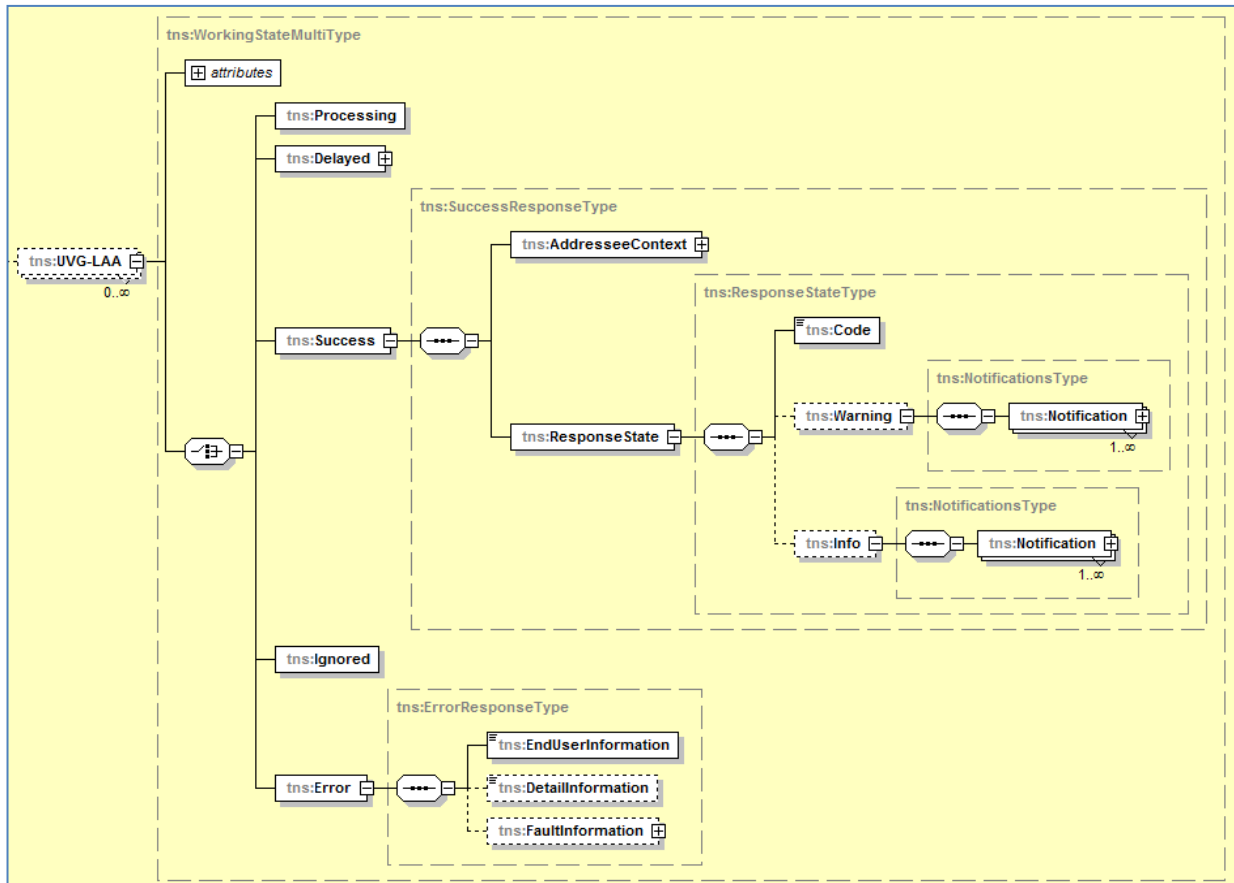 tns:WorkingStateMultiType
attributes
tns:Processing
tns:Delayed
tns:SuccessResponseType
tns:AddresseeContext
tns:UVG-LAA
0..∞
tns:ResponseStateType
tns:Code
tns:Success
tns:NotificationsType
tns:Warning
tns:Notification
1..∞
tns:ResponseState
tns:NotificationsType
tns:Info
tns:Notification
1..∞
tns:Ignored
tns:ErrorResponseType
tns:EndUserInformation
tns:Error
tns:DetailInformation
tns:FaultInformation